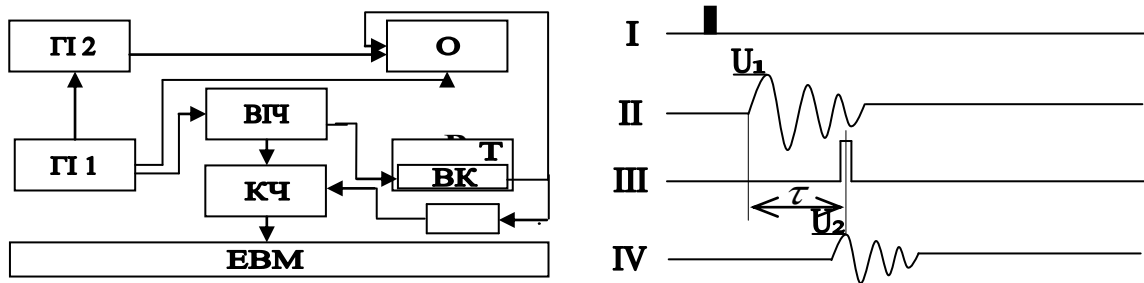 ГІ 2
О
ВІЧ
ГІ 1
Т
ВК
КЧ
ЕВМ
I
U₁
II
III
τ
U₂
IV